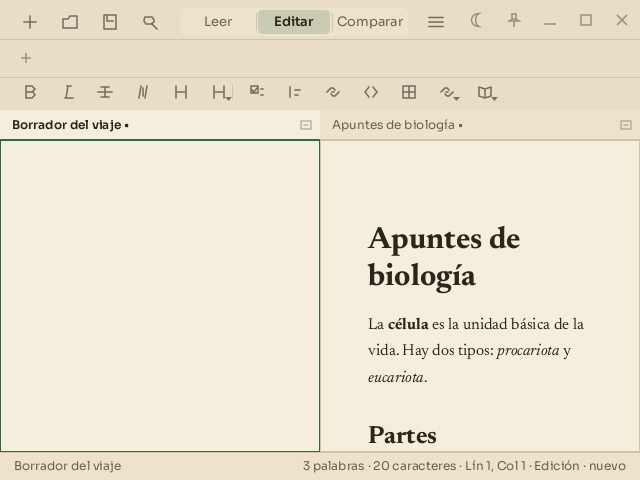 Leer
Editar
Comparar
Borrador del viaje •
Apuntes de biología •
Apuntes de
biología
La célula es la unidad básica de la
vida. Hay dos tipos: procariota y
eucariota.
Partes
Borrador del viaje
3 palabras · 20 caracteres · Lín 1, Col 1 · Edición · nuevo